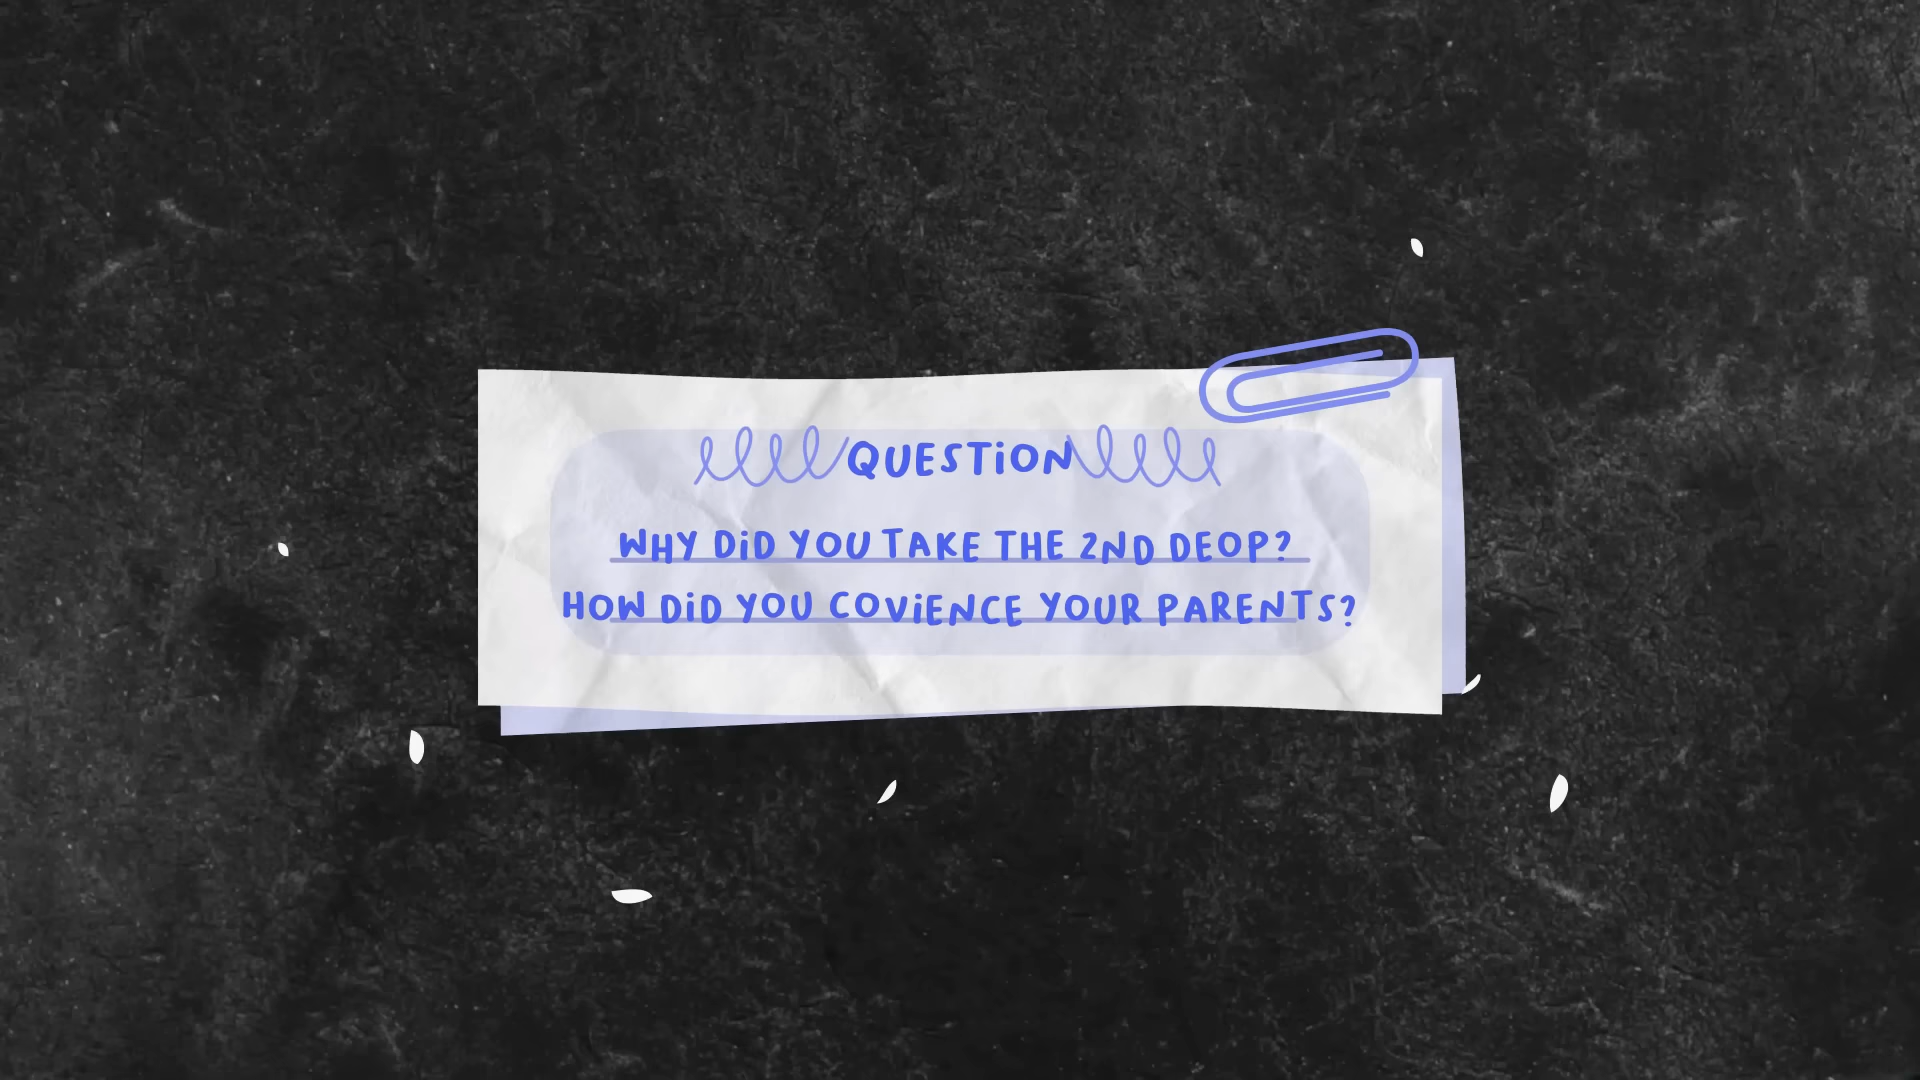 QUESTION
WHY DID YOU TAKE THE 2ND DEOP?
HOW DID YOU COVIENCE YOUR PARENTS?